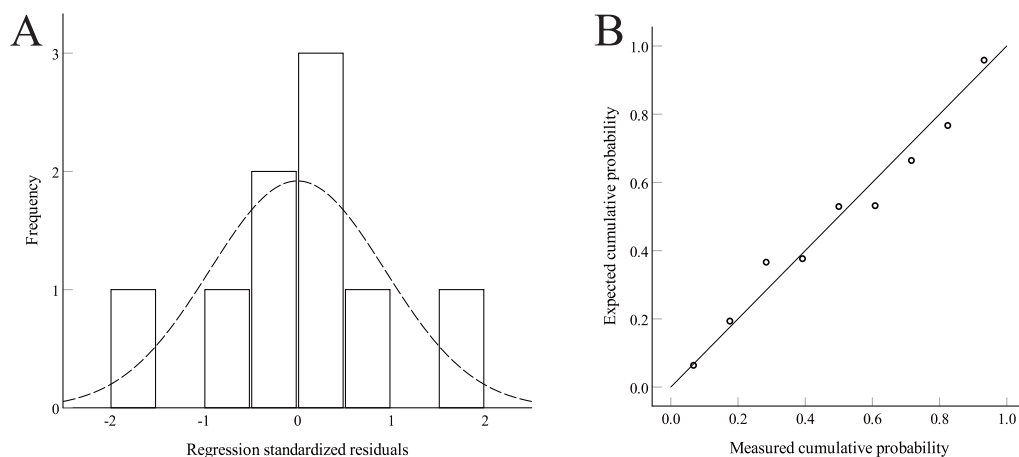 A
3
2
1
0
Frequency
-2 -1 0 1 2
Regression standardized residuals
B
1.0
0.8
0.6
0.4
0.2
0.0
Expected cumulative probability
0.0 0.2 0.4 0.6 0.8 1.0
Measured cumulative probability